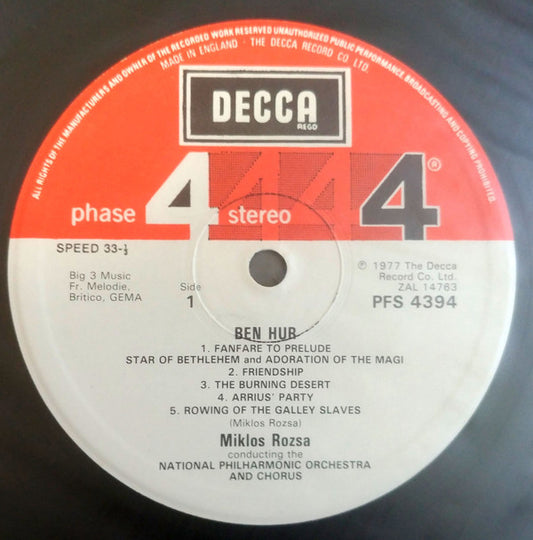 ALL RIGHTS OF THE MANUFACTURERS AND OWNER OF THE RECORDED WORK RESERVED UNAUTHORIZED PUBLIC PERFORMANCE BROADCASTING AND COPYING PROHIBITED.
MADE IN ENGLAND · THE DECCA RECORD CO. LTD.
DECCA
REGD
phase 4 stereo 4 4 4®
SPEED 33-⅓
Big 3 Music
Fr. Melodie,
Britico, GEMA
Side
1
℗ 1977 The Decca
Record Co. Ltd.
ZAL 14763
PFS 4394
BEN HUR
1. FANFARE TO PRELUDE
STAR OF BETHLEHEM and ADORATION OF THE MAGI
2. FRIENDSHIP
3. THE BURNING DESERT
4. ARRIUS' PARTY
5. ROWING OF THE GALLEY SLAVES
(Miklos Rozsa)
Miklos Rozsa
conducting the
NATIONAL PHILHARMONIC ORCHESTRA
AND CHORUS